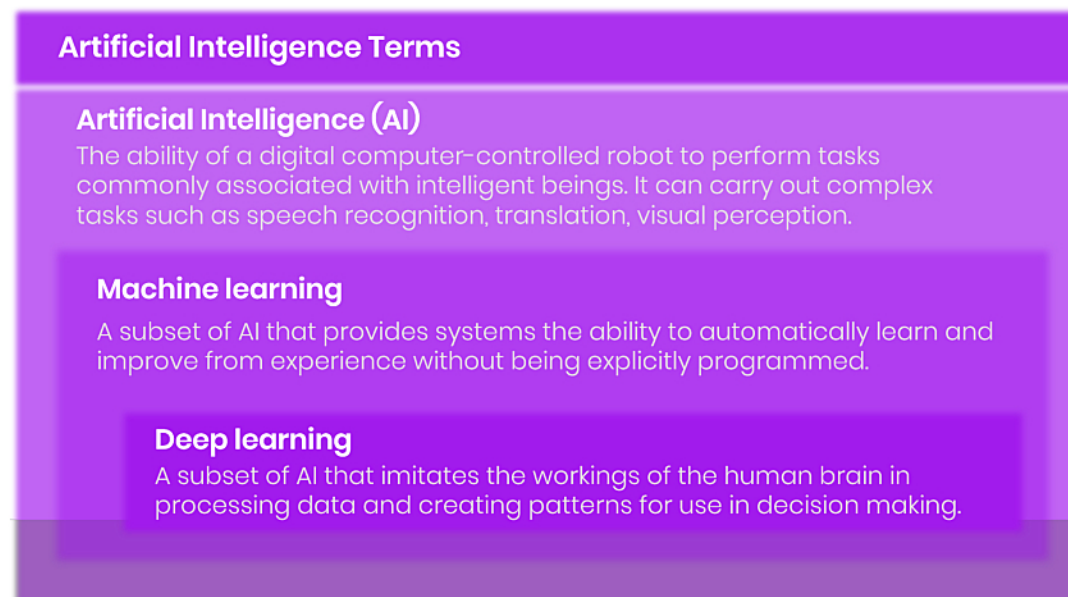 Artificial Intelligence Terms
Artificial Intelligence (AI)
The ability of a digital computer-controlled robot to perform tasks
commonly associated with intelligent beings. It can carry out complex
tasks such as speech recognition, translation, visual perception.
Machine learning
A subset of AI that provides systems the ability to automatically learn and
improve from experience without being explicitly programmed.
Deep learning
A subset of AI that imitates the workings of the human brain in
processing data and creating patterns for use in decision making.